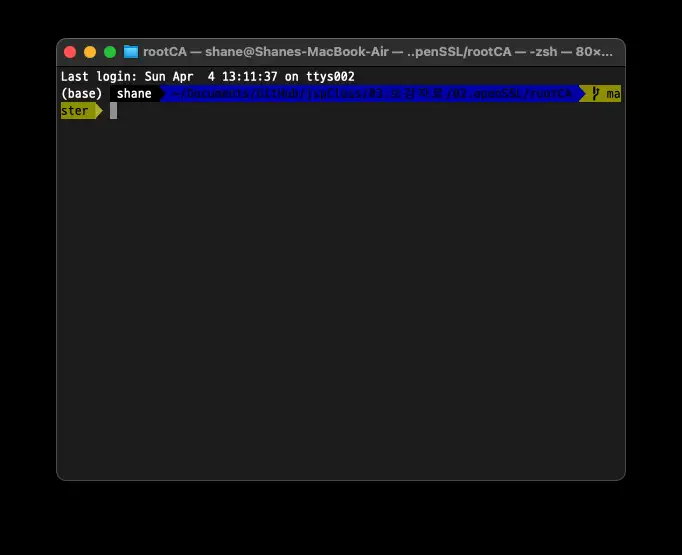 rootCA — shane@Shanes-MacBook-Air — ..penSSL/rootCA — -zsh — 80×...
Last login: Sun Apr  4 13:11:37 on ttys002
(base) shane ~/Documents/GitHub/ /02.openSSL/rootCA ma
ster